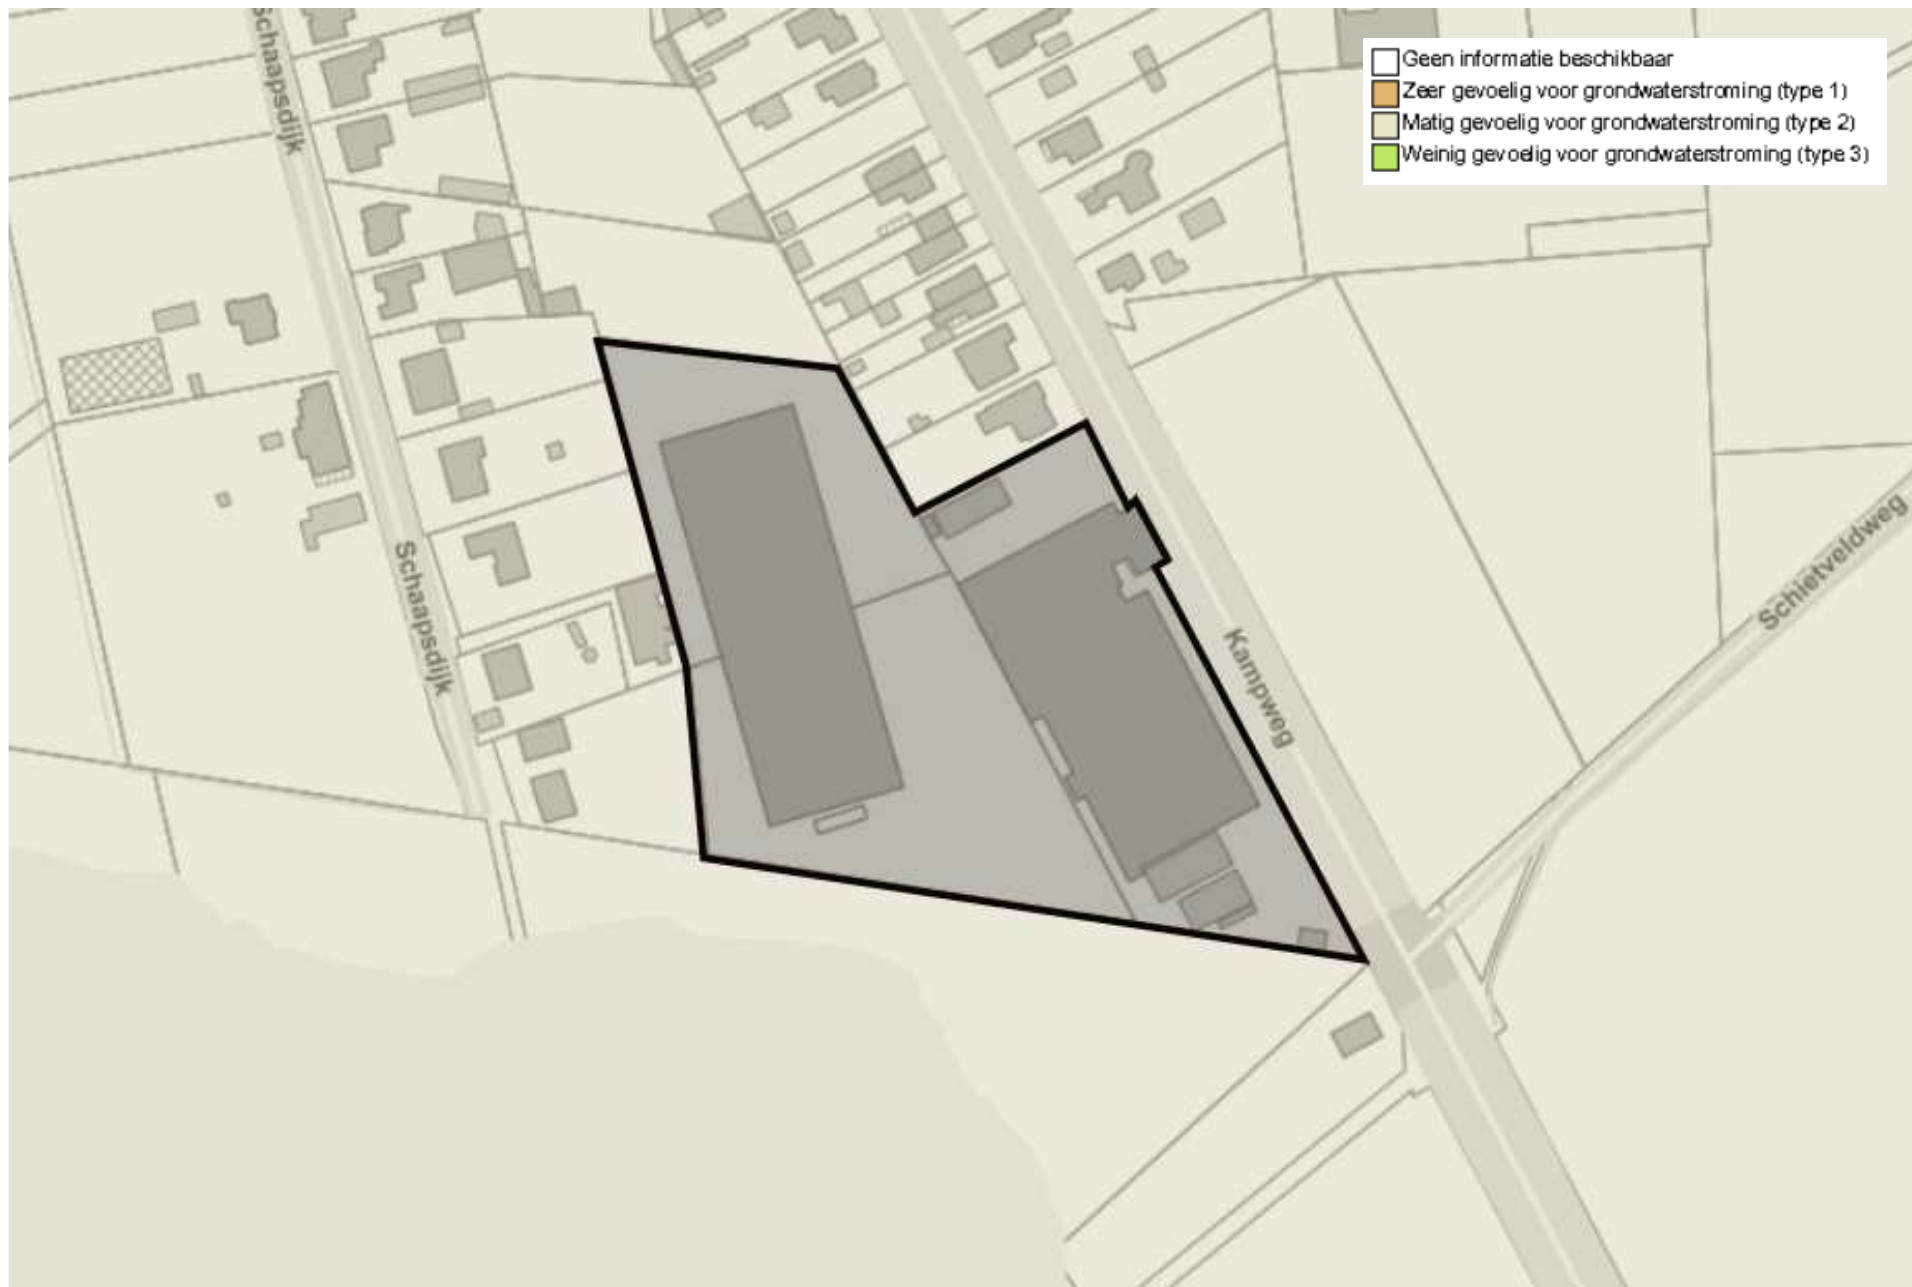 Schaapsdijk
Geen informatie beschikbaar
Zeer gevoelig voor grondwaterstroming (type 1)
Matig gevoelig voor grondwaterstroming (type 2)
Weinig gevoelig voor grondwaterstroming (type 3)
Schietveldweg
Schaapsdijk
Kampweg